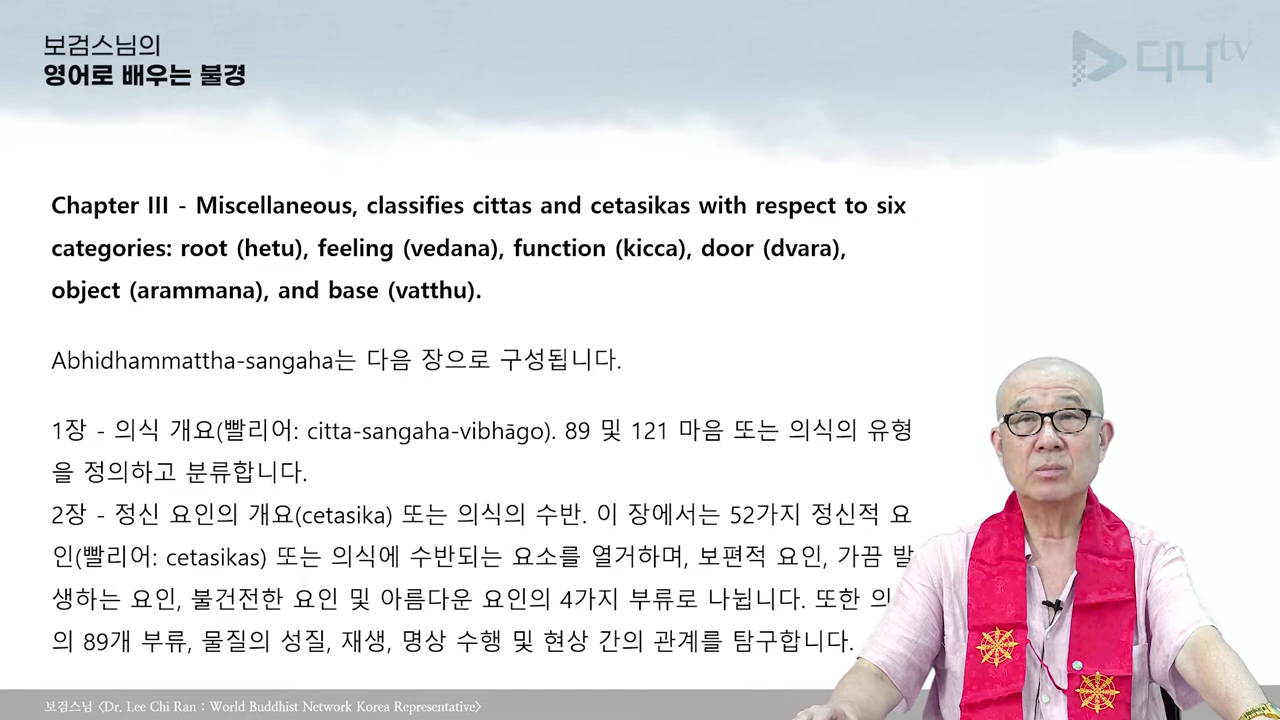 보검스님의
영어로 배우는 불경
디나tv
Chapter III - Miscellaneous, classifies cittas and cetasikas with respect to six
categories: root (hetu), feeling (vedana), function (kicca), door (dvara),
object (arammana), and base (vatthu).
Abhidhammattha-sangaha는 다음 장으로 구성됩니다.
1장 - 의식 개요(빨리어: citta-sangaha-vibhāgo). 89 및 121 마음 또는 의식의 유형
을 정의하고 분류합니다.
2장 - 정신 요인의 개요(cetasika) 또는 의식의 수반. 이 장에서는 52가지 정신적 요
인(빨리어: cetasikas) 또는 의식에 수반되는 요소를 열거하며, 보편적 요인, 가끔 발
생하는 요인, 불건전한 요인 및 아름다운 요인의 4가지 부류로 나뉩니다. 또한 의
의 89개 부류, 물질의 성질, 재생, 명상 수행 및 현상 간의 관계를 탐구합니다.
보검스님 <Dr. Lee Chi Ran : World Buddhist Network Korea Representative>